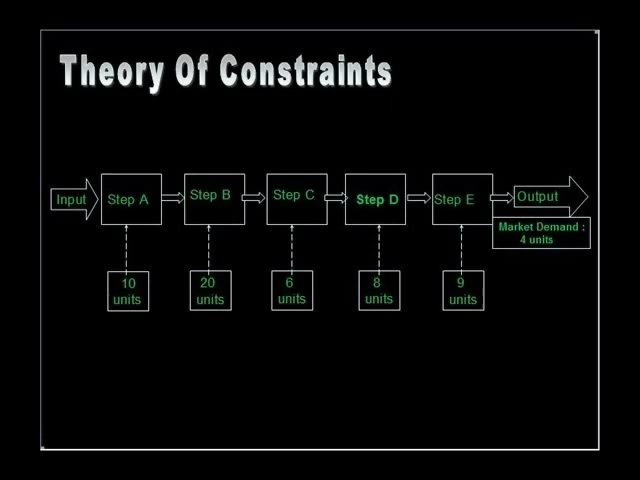 Theory Of Constraints
Input
Step A
Step B
Step C
Step D
Step E
Output
Market Demand :
4 units
10
units
20
units
6
units
8
units
9
units